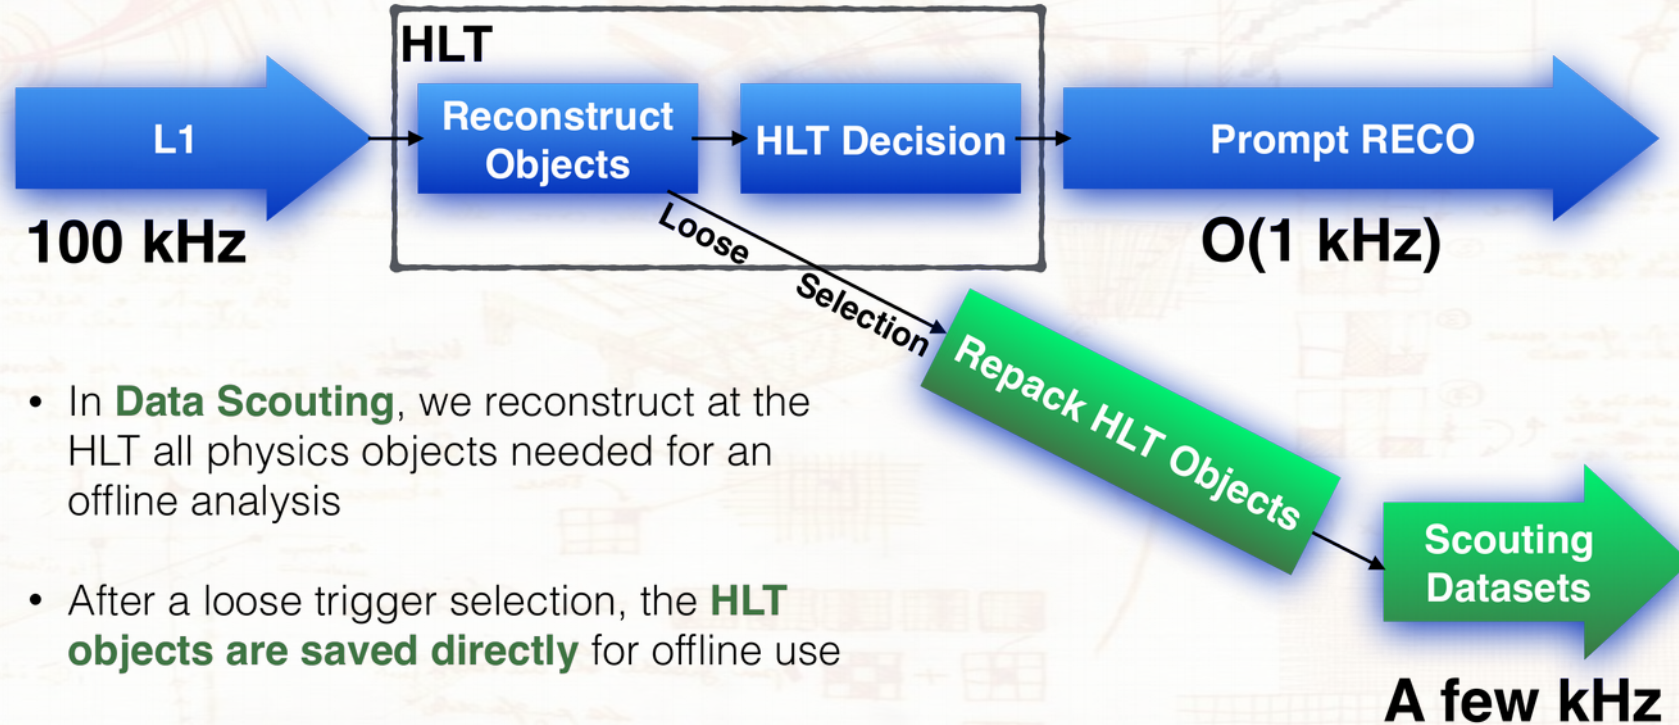 HLT
L1
Reconstruct
Objects
HLT Decision
Prompt RECO
100 kHz
O(1 kHz)
Loose Selection
Repack HLT Objects
• In Data Scouting, we reconstruct at the
HLT all physics objects needed for an
offline analysis
Scouting
Datasets
• After a loose trigger selection, the HLT
objects are saved directly for offline use
A few kHz